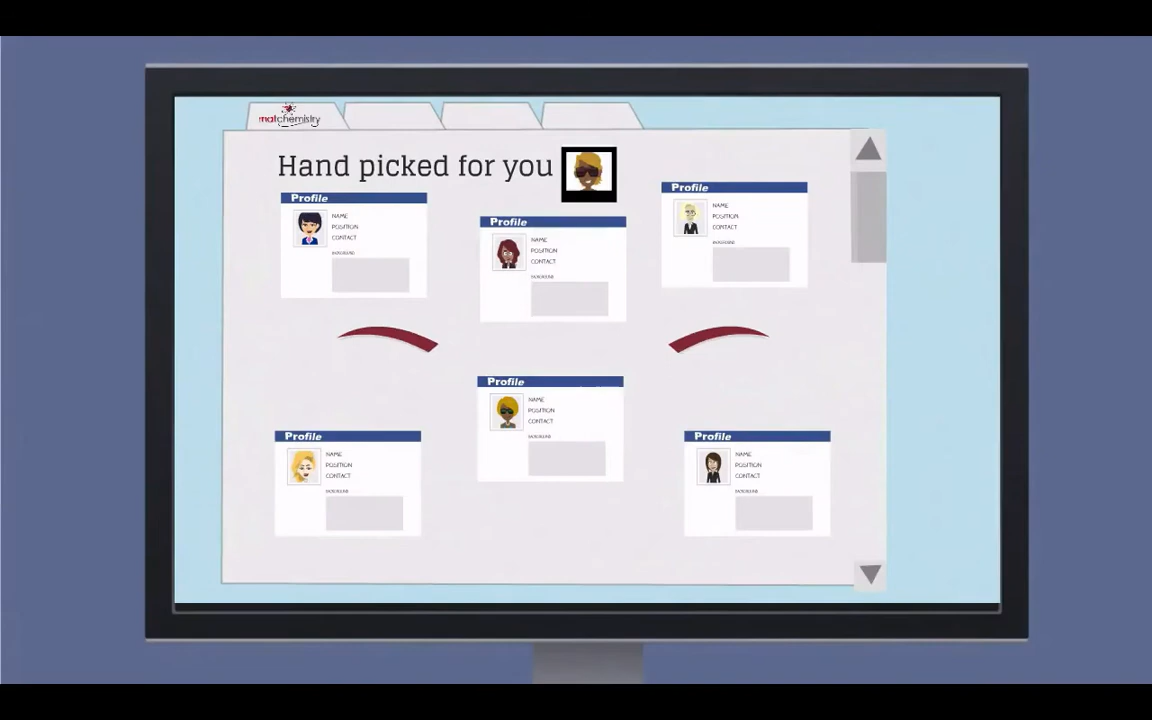 matchemistry
Hand picked for you
Profile
NAME
POSITION
CONTACT
Profile
NAME
POSITION
CONTACT
Profile
NAME
POSITION
CONTACT
Profile
NAME
POSITION
CONTACT
Profile
NAME
POSITION
CONTACT
Profile
NAME
POSITION
CONTACT